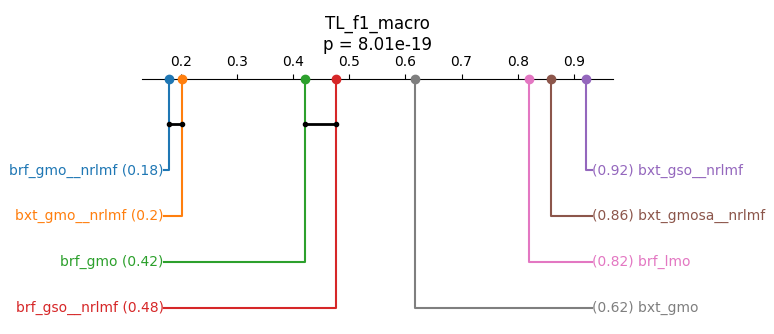 TL_f1_macro
p = 8.01e-19
0.2 0.3 0.4 0.5 0.6 0.7 0.8 0.9
brf_gmo__nrlmf (0.18)
(0.92) bxt_gso__nrlmf
bxt_gmo__nrlmf (0.2)
(0.86) bxt_gmosa__nrlmf
brf_gmo (0.42)
(0.82) brf_lmo
brf_gso__nrlmf (0.48)
(0.62) bxt_gmo